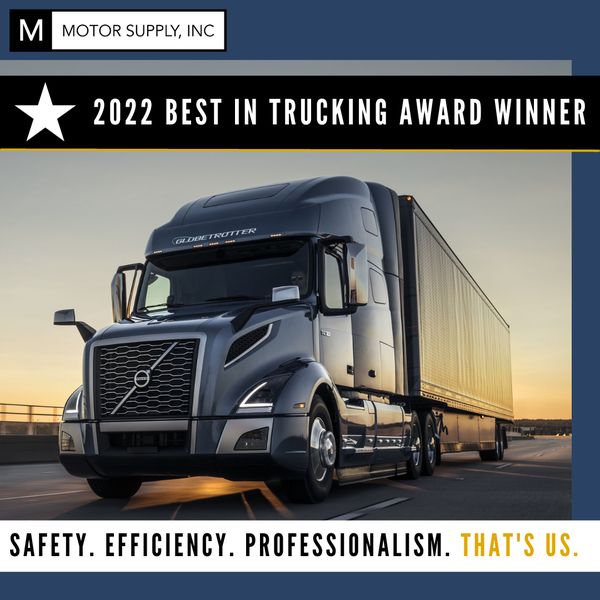 M MOTOR SUPPLY, INC
2022 BEST IN TRUCKING AWARD WINNER
GLOBETROTTER
SAFETY. EFFICIENCY. PROFESSIONALISM. THAT'S US.